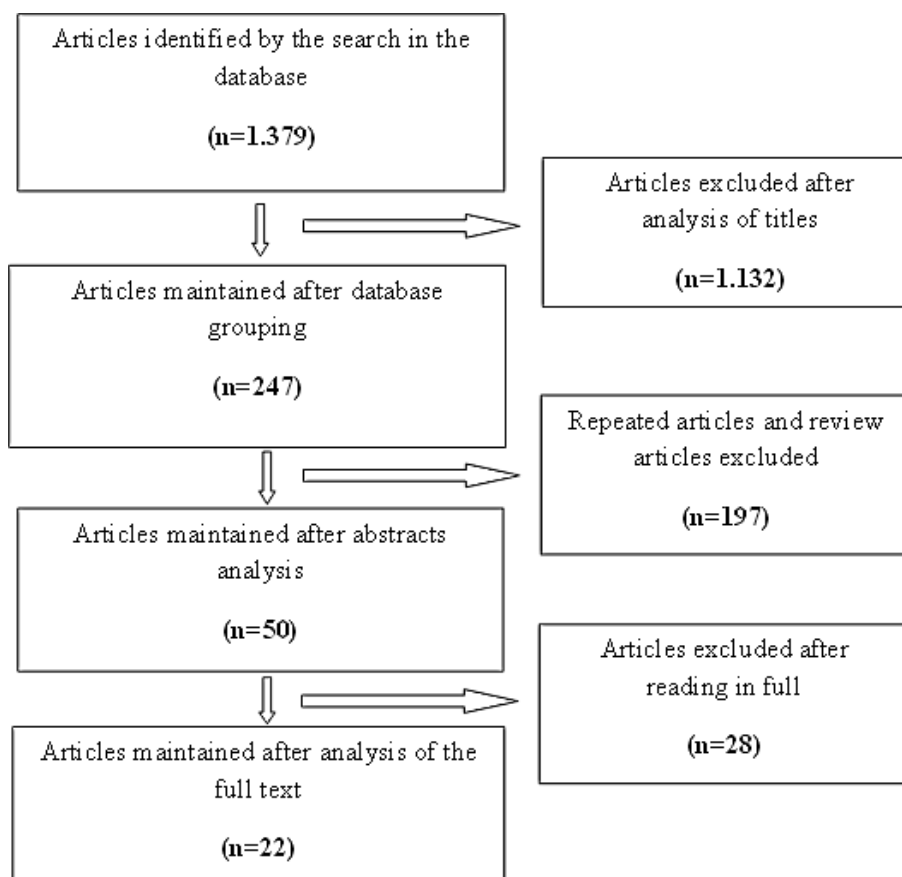 Articles identified by the search in the
database
(n=1.379)
Articles excluded after
analysis of titles
(n=1.132)
Articles maintained after database
grouping
(n=247)
Repeated articles and review
articles excluded
(n=197)
Articles maintained after abstracts
analysis
(n=50)
Articles excluded after
reading in full
(n=28)
Articles maintained after analysis of the
full text
(n=22)